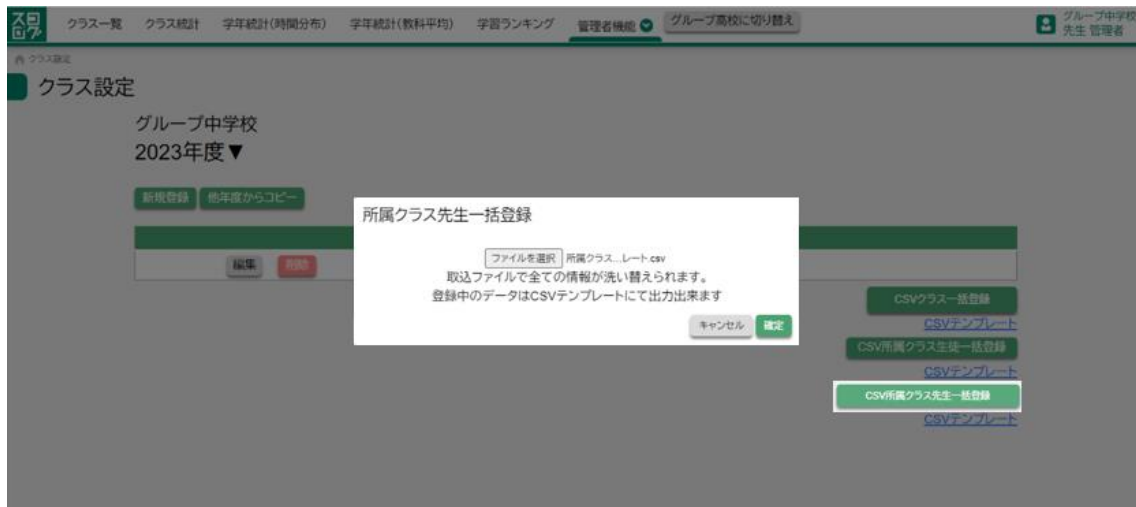 スタログ
クラス一覧 クラス統計 学年統計(時間分布) 学年統計(教科平均) 学習ランキング 管理者機能 グループ高校に切り替え
グループ中学校
先生 管理者
クラス設定
クラス設定
グループ中学校
2023年度▼
新規登録 他年度からコピー
編集 削除
所属クラス先生一括登録
ファイルを選択 所属クラス...レート.csv
取込ファイルで全ての情報が洗い替えられます。
登録中のデータはCSVテンプレートにて出力出来ます
キャンセル 確定
CSVクラス一括登録
CSVテンプレート
CSV所属クラス生徒一括登録
CSVテンプレート
CSV所属クラス先生一括登録
CSVテンプレート